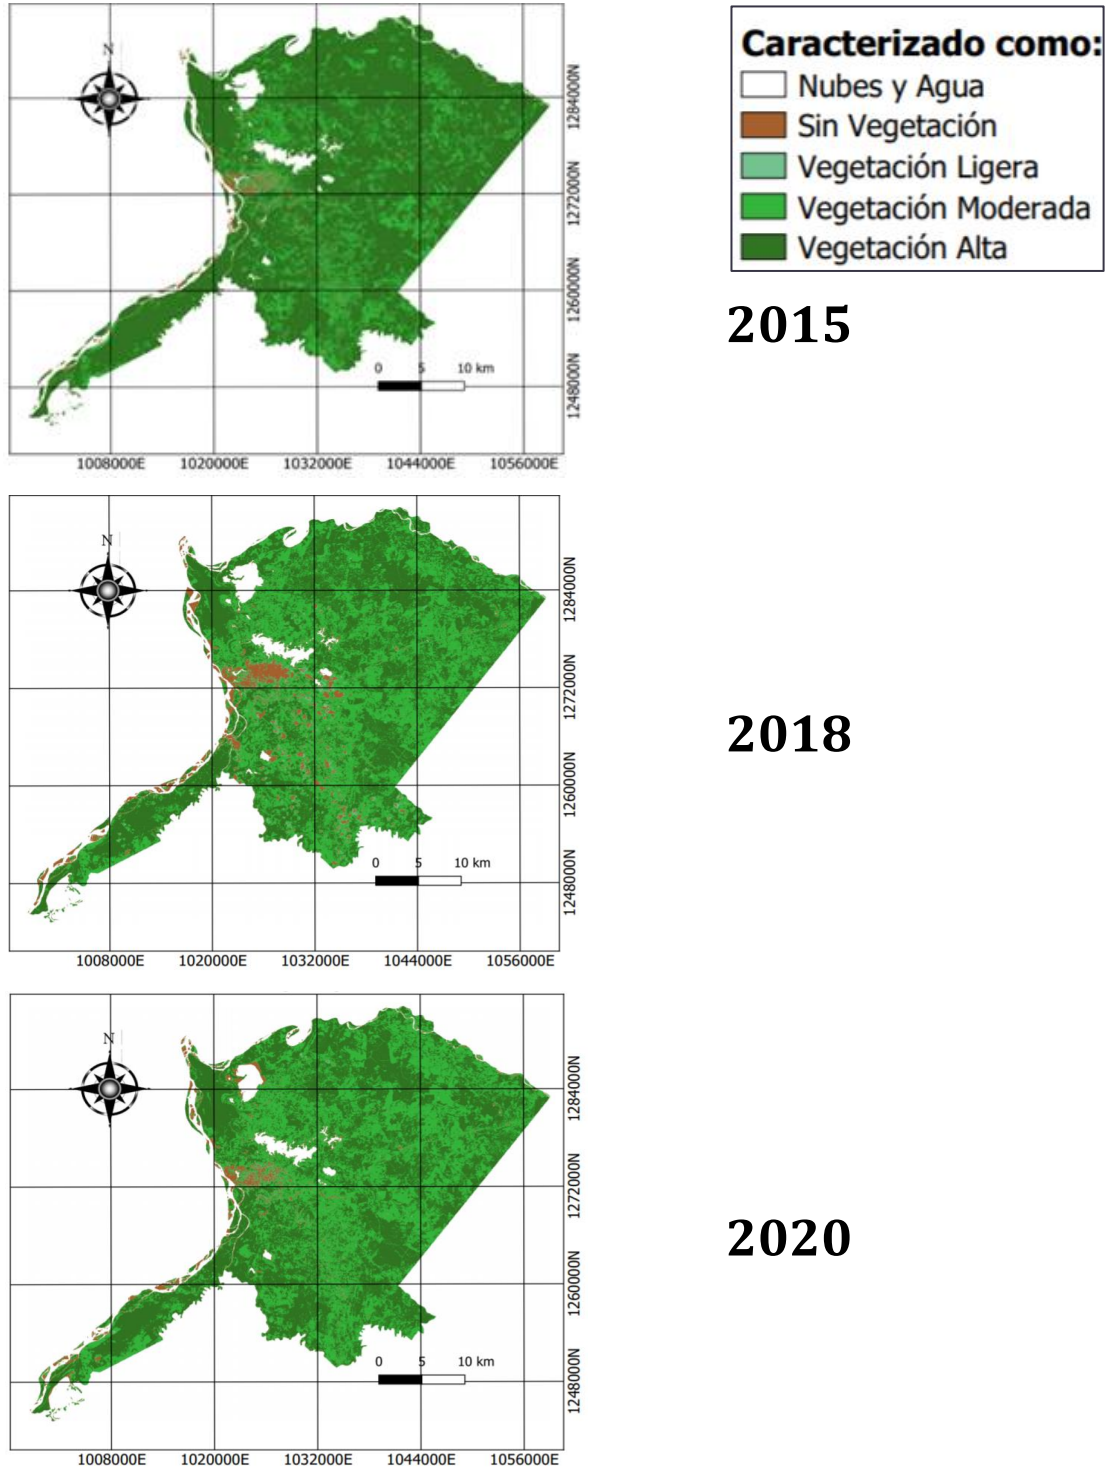 Caracterizado como:
Nubes y Agua
Sin Vegetación
Vegetación Ligera
Vegetación Moderada
Vegetación Alta
N
1284000N
1272000N
1260000N
1248000N
0 5 10 km
1008000E 1020000E 1032000E 1044000E 1056000E
2015
N
1284000N
1272000N
1260000N
1248000N
0 5 10 km
1008000E 1020000E 1032000E 1044000E 1056000E
2018
N
1284000N
1272000N
1260000N
1248000N
0 5 10 km
1008000E 1020000E 1032000E 1044000E 1056000E
2020